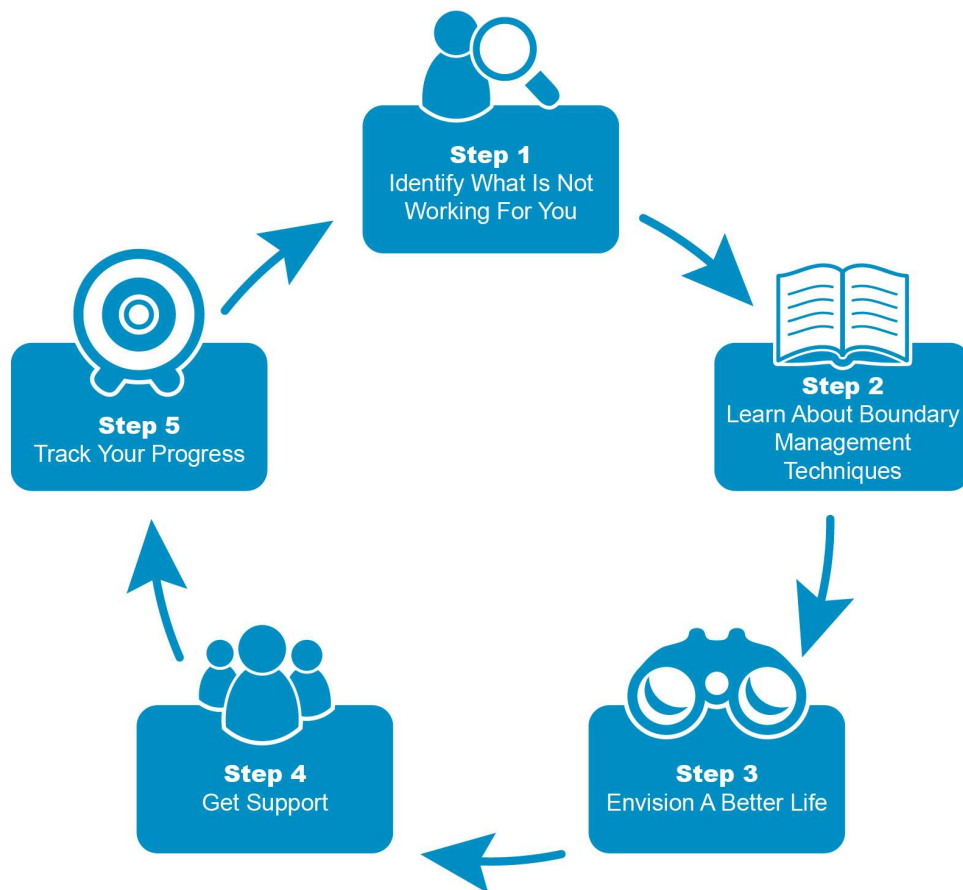 Step 1
Identify What Is Not
Working For You
Step 2
Learn About Boundary
Management
Techniques
Step 3
Envision A Better Life
Step 4
Get Support
Step 5
Track Your Progress